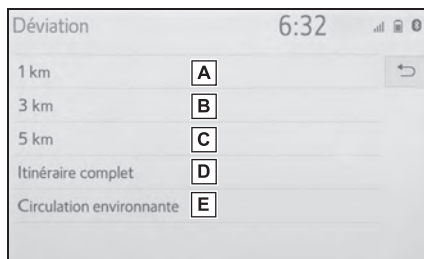 Déviation 6:32
1 km A
3 km B
5 km C
Itinéraire complet D
Circulation environnante E